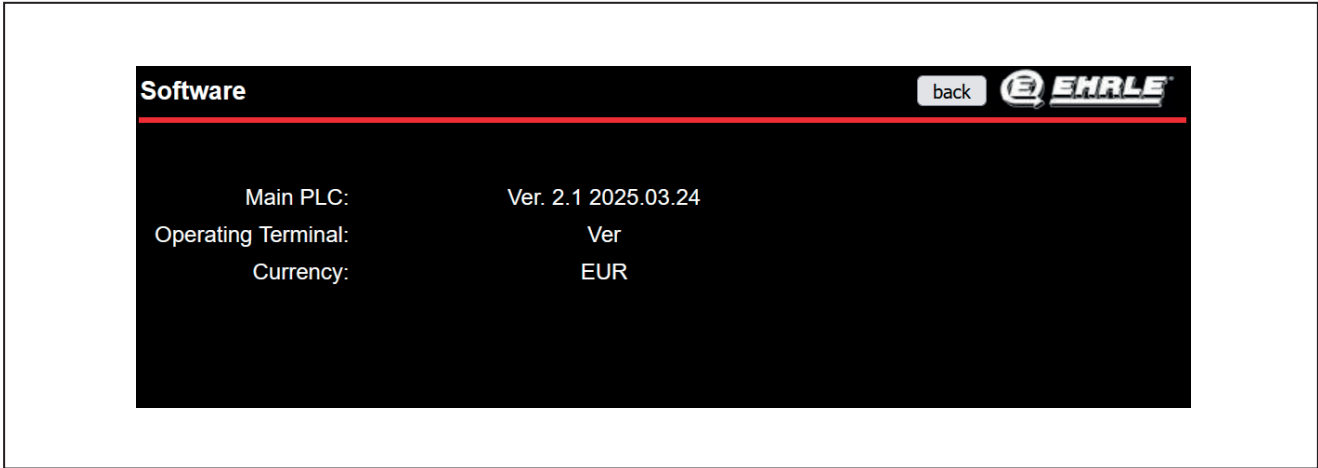 Software
back
EHRLE
Main PLC: Ver. 2.1 2025.03.24
Operating Terminal: Ver
Currency: EUR